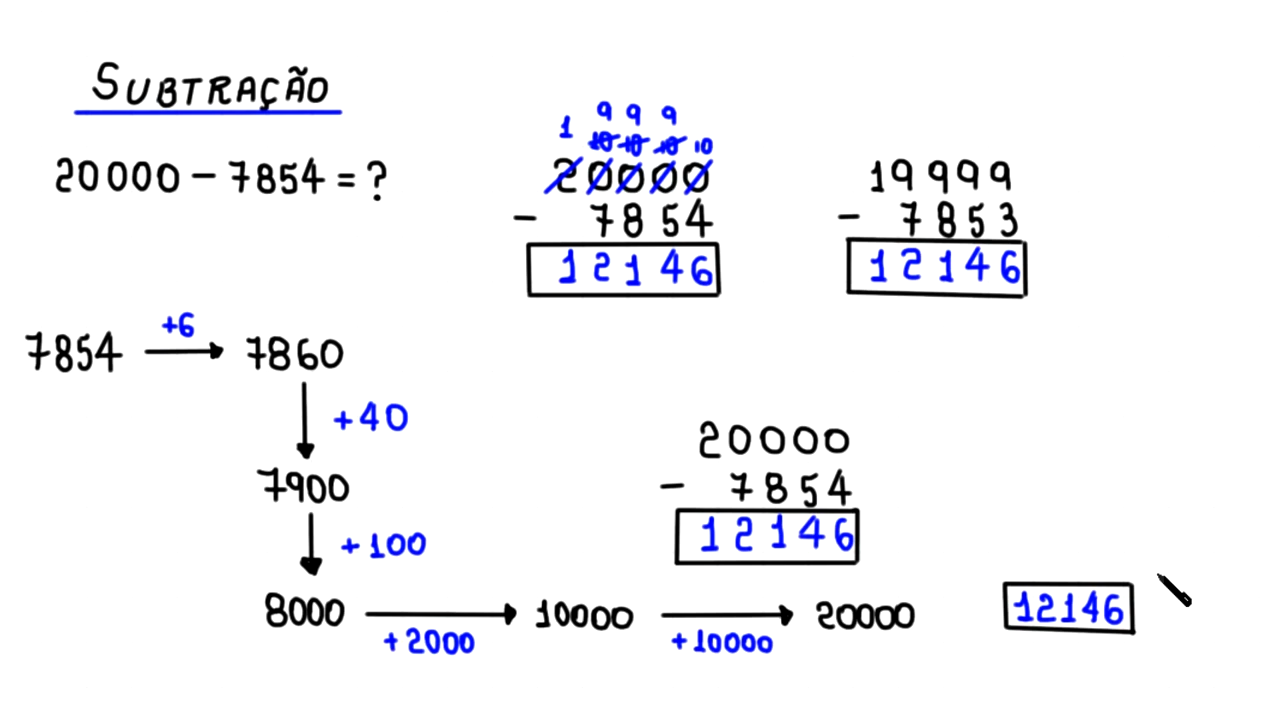 SUBTRAÇÃO
20000 - 7854 = ?
9 9 9
1 10 10 10 10
20000
- 7854
12146
19999
- 7853
12146
7854 +6 7860
+40
7900
+100
8000 +2000 10000 +10000 20000
20000
- 7854
12146
12146